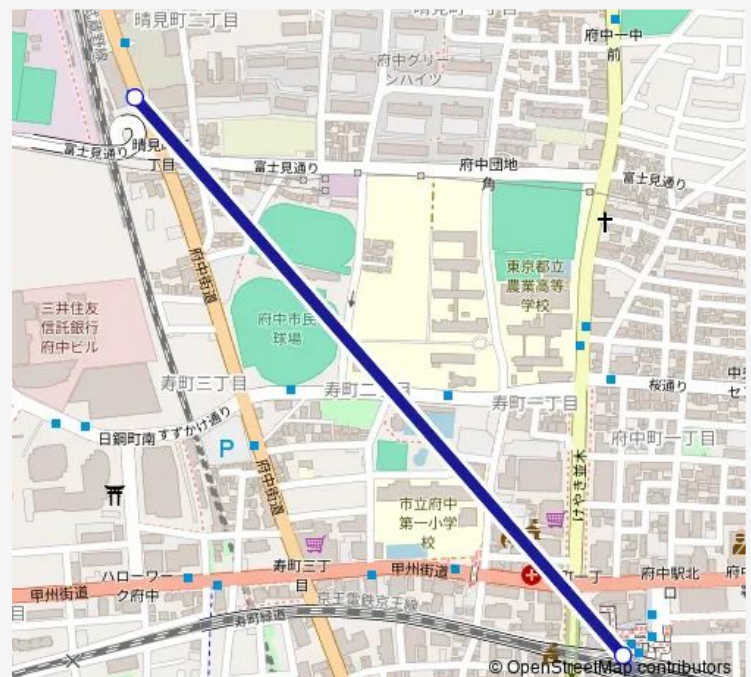 晴見町二丁目
晴見町一丁目
府中一中
前
府中グリー
ンハイツ
富士見通り
丁目
富士見通り
府中団地
角
富士見通り
府中街道
東京都立
農業高等
学校
三井住友
信託銀行
府中ビル
府中市民
球場
寿町三丁目
寿町二丁目
寿町一丁目
桜通り
日鋼町南
すずかけ通り
P
府中町一丁目
府中街道
けやき並木
市立府中
第一小学
校
ハローワー
ク府中
寿町三丁
目
甲州街道
甲州街道
府中駅北
口
京王電鉄京王線
寿町緑道
© OpenStreetMap contributors